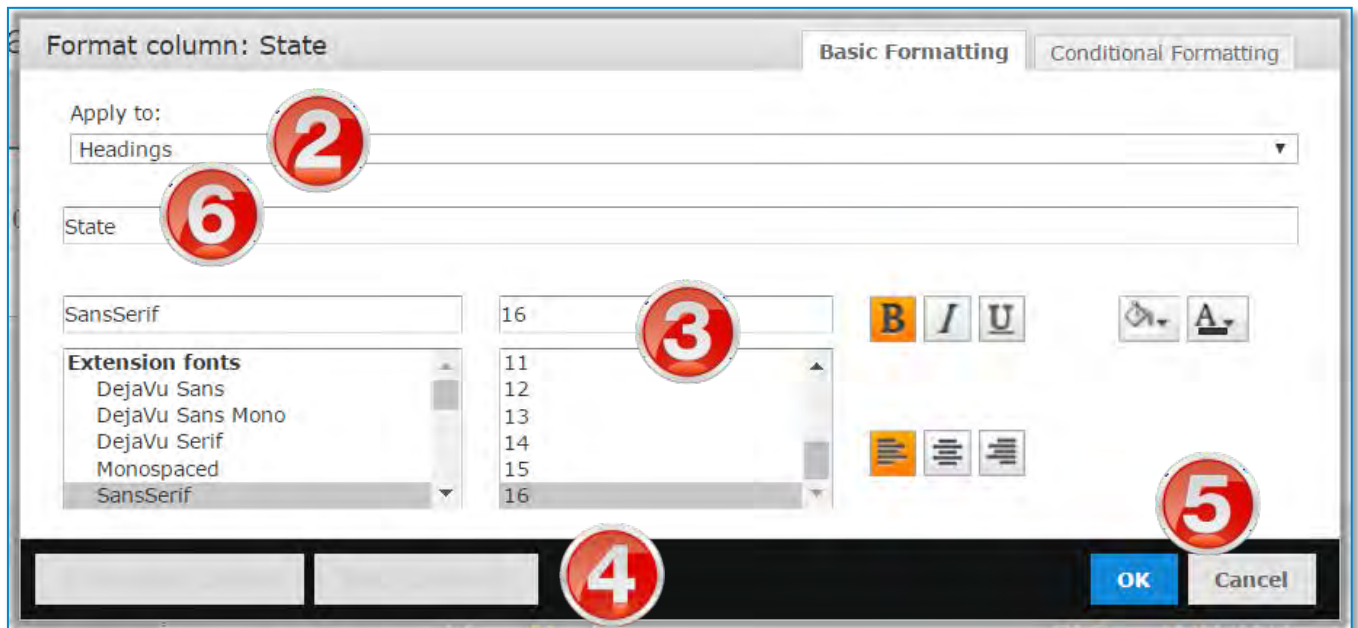 Format column: State
Basic Formatting
Conditional Formatting
Apply to:
2
Headings
6
State
SansSerif
16
3
B I U
A
Extension fonts
DejaVu Sans
DejaVu Sans Mono
DejaVu Serif
Monospaced
SansSerif
11
12
13
14
15
16
5
4
OK
Cancel